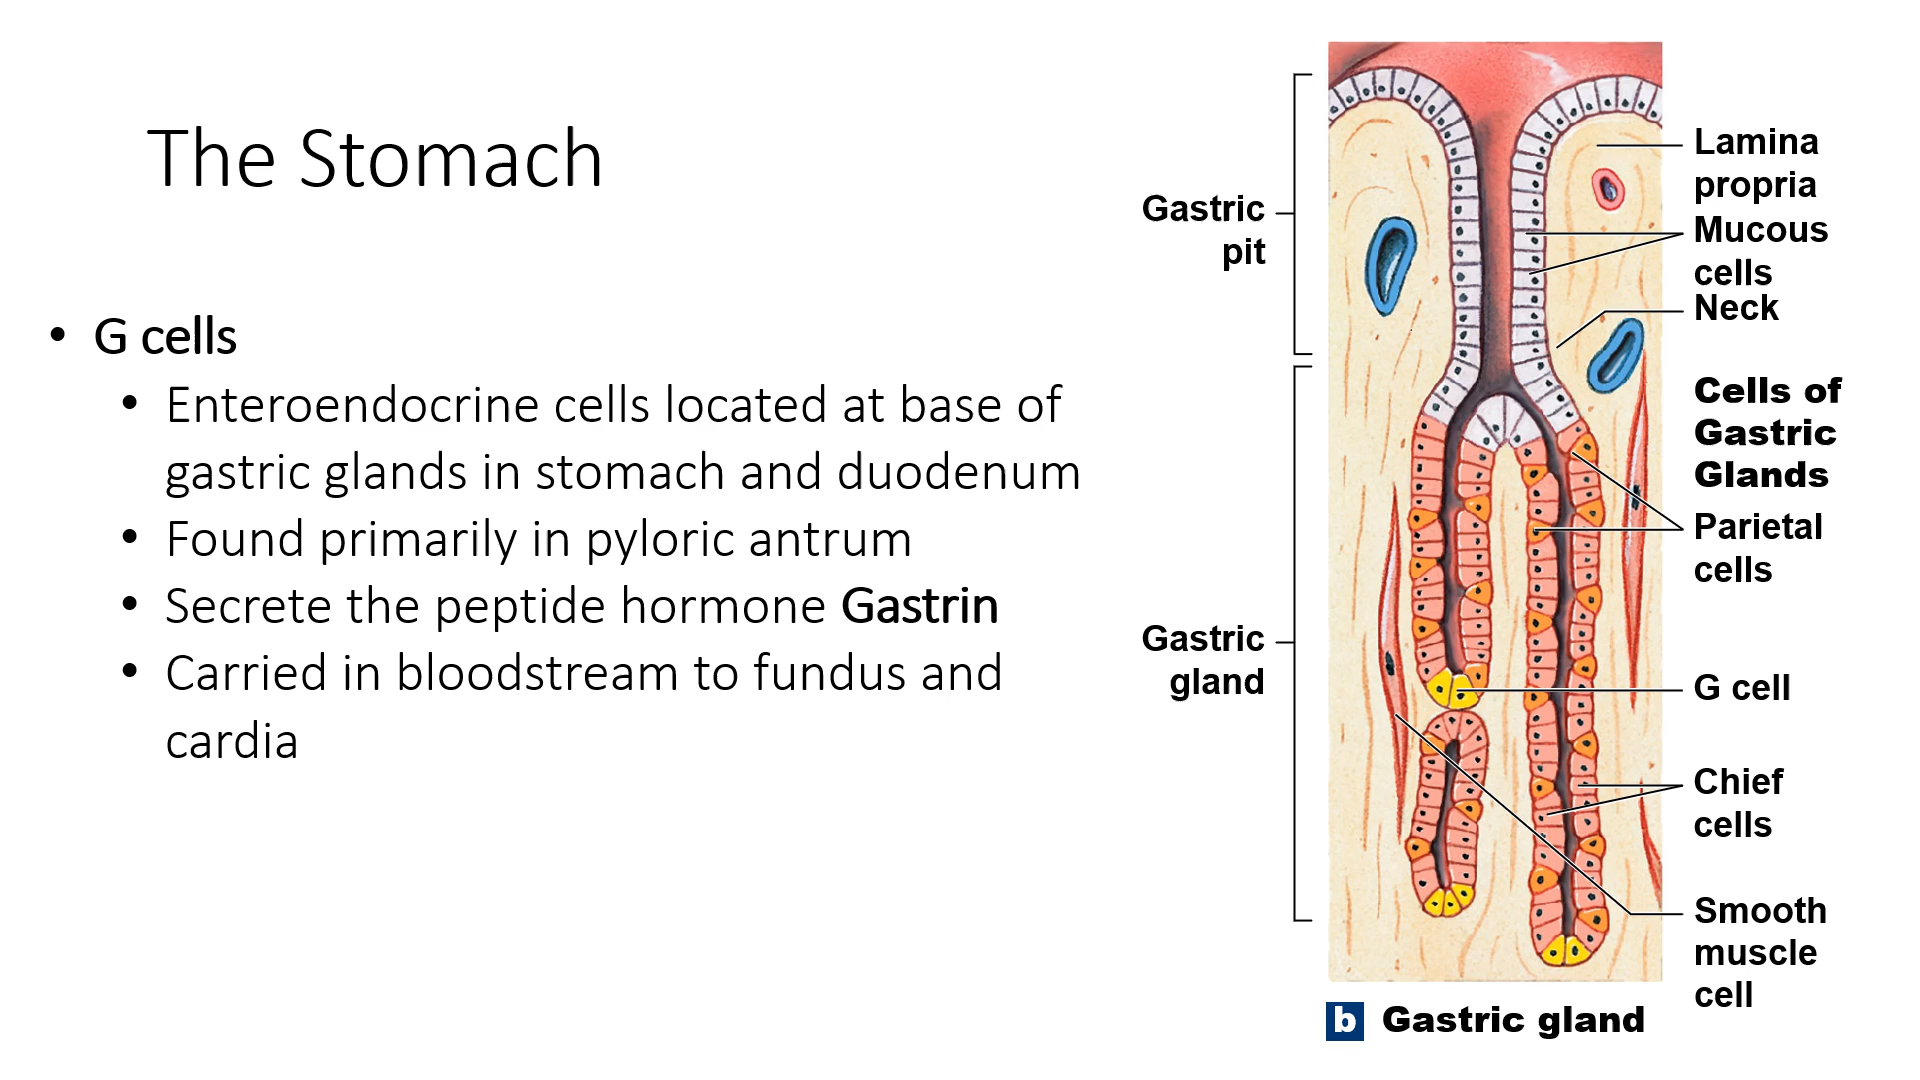 The Stomach
• G cells
• Enteroendocrine cells located at base of
gastric glands in stomach and duodenum
• Found primarily in pyloric antrum
• Secrete the peptide hormone Gastrin
• Carried in bloodstream to fundus and
cardia
Gastric
pit
Gastric
gland
Lamina
propria
Mucous
cells
Neck
Cells of
Gastric
Glands
Parietal
cells
G cell
Chief
cells
Smooth
muscle
cell
b Gastric gland